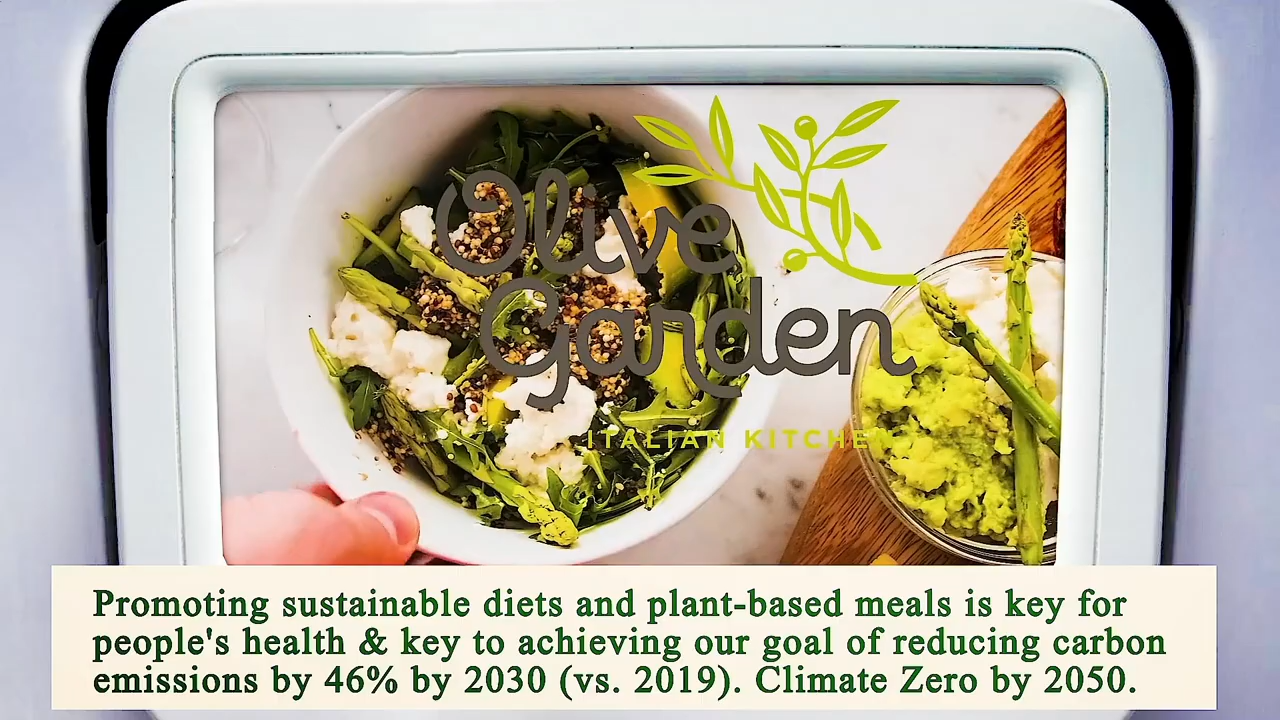 Olive
Garden
ITALIAN KITCHEN
Promoting sustainable diets and plant-based meals is key for
people's health & key to achieving our goal of reducing carbon
emissions by 46% by 2030 (vs. 2019). Climate Zero by 2050.